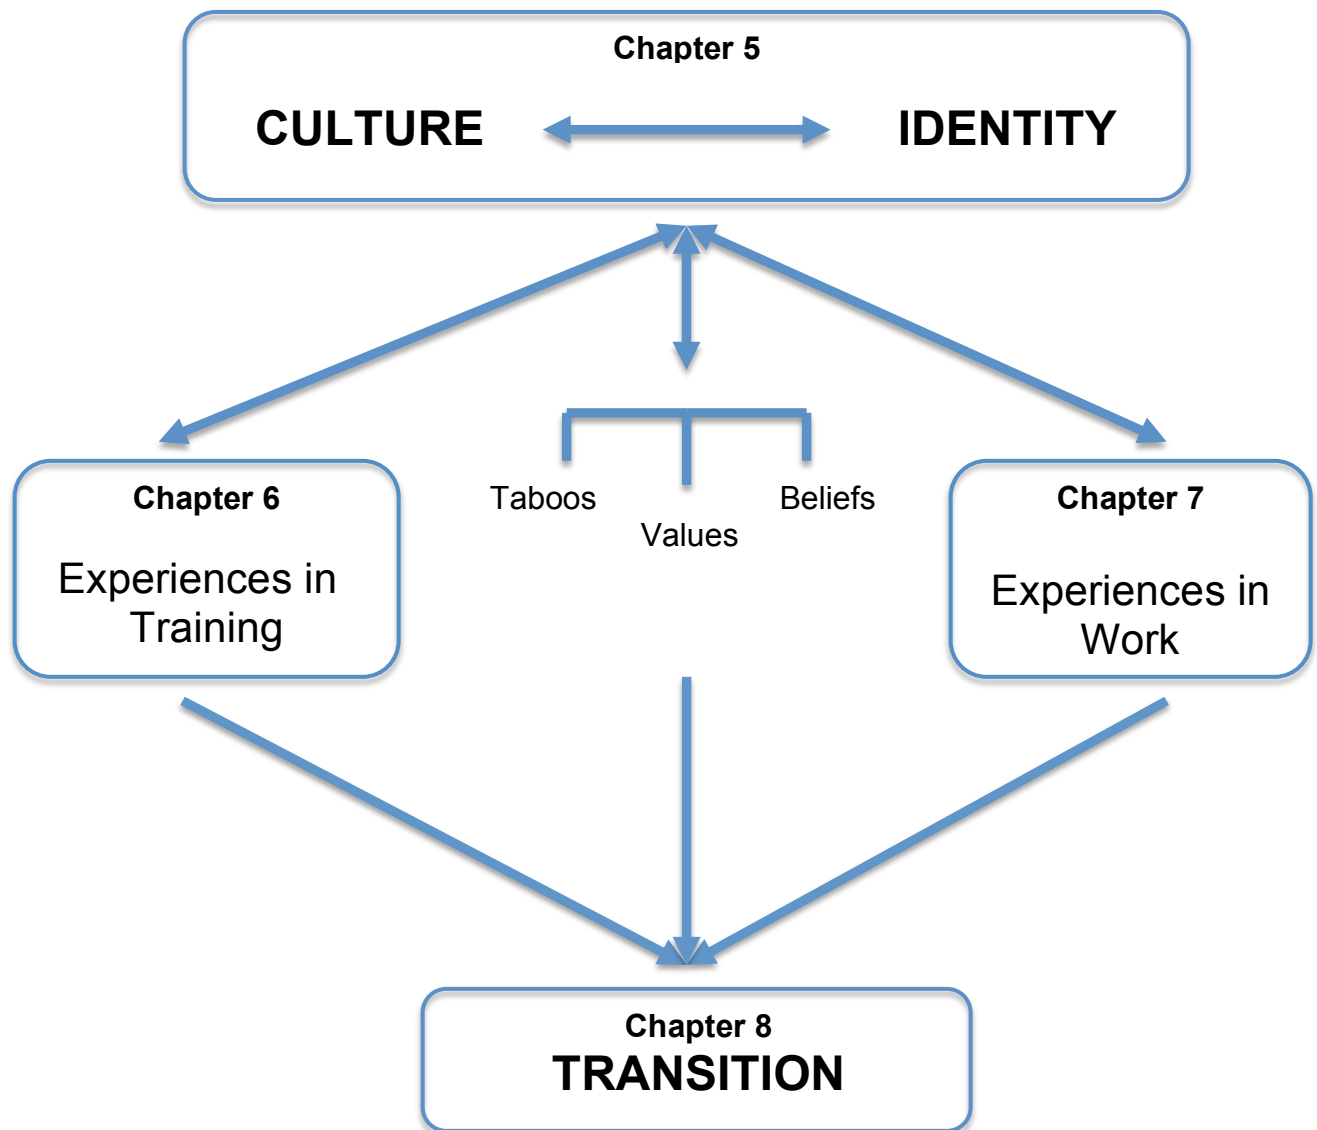 Chapter 5
CULTURE IDENTITY
Chapter 6
Experiences in
Training
Taboos
Values
Beliefs
Chapter 7
Experiences in
Work
Chapter 8
TRANSITION